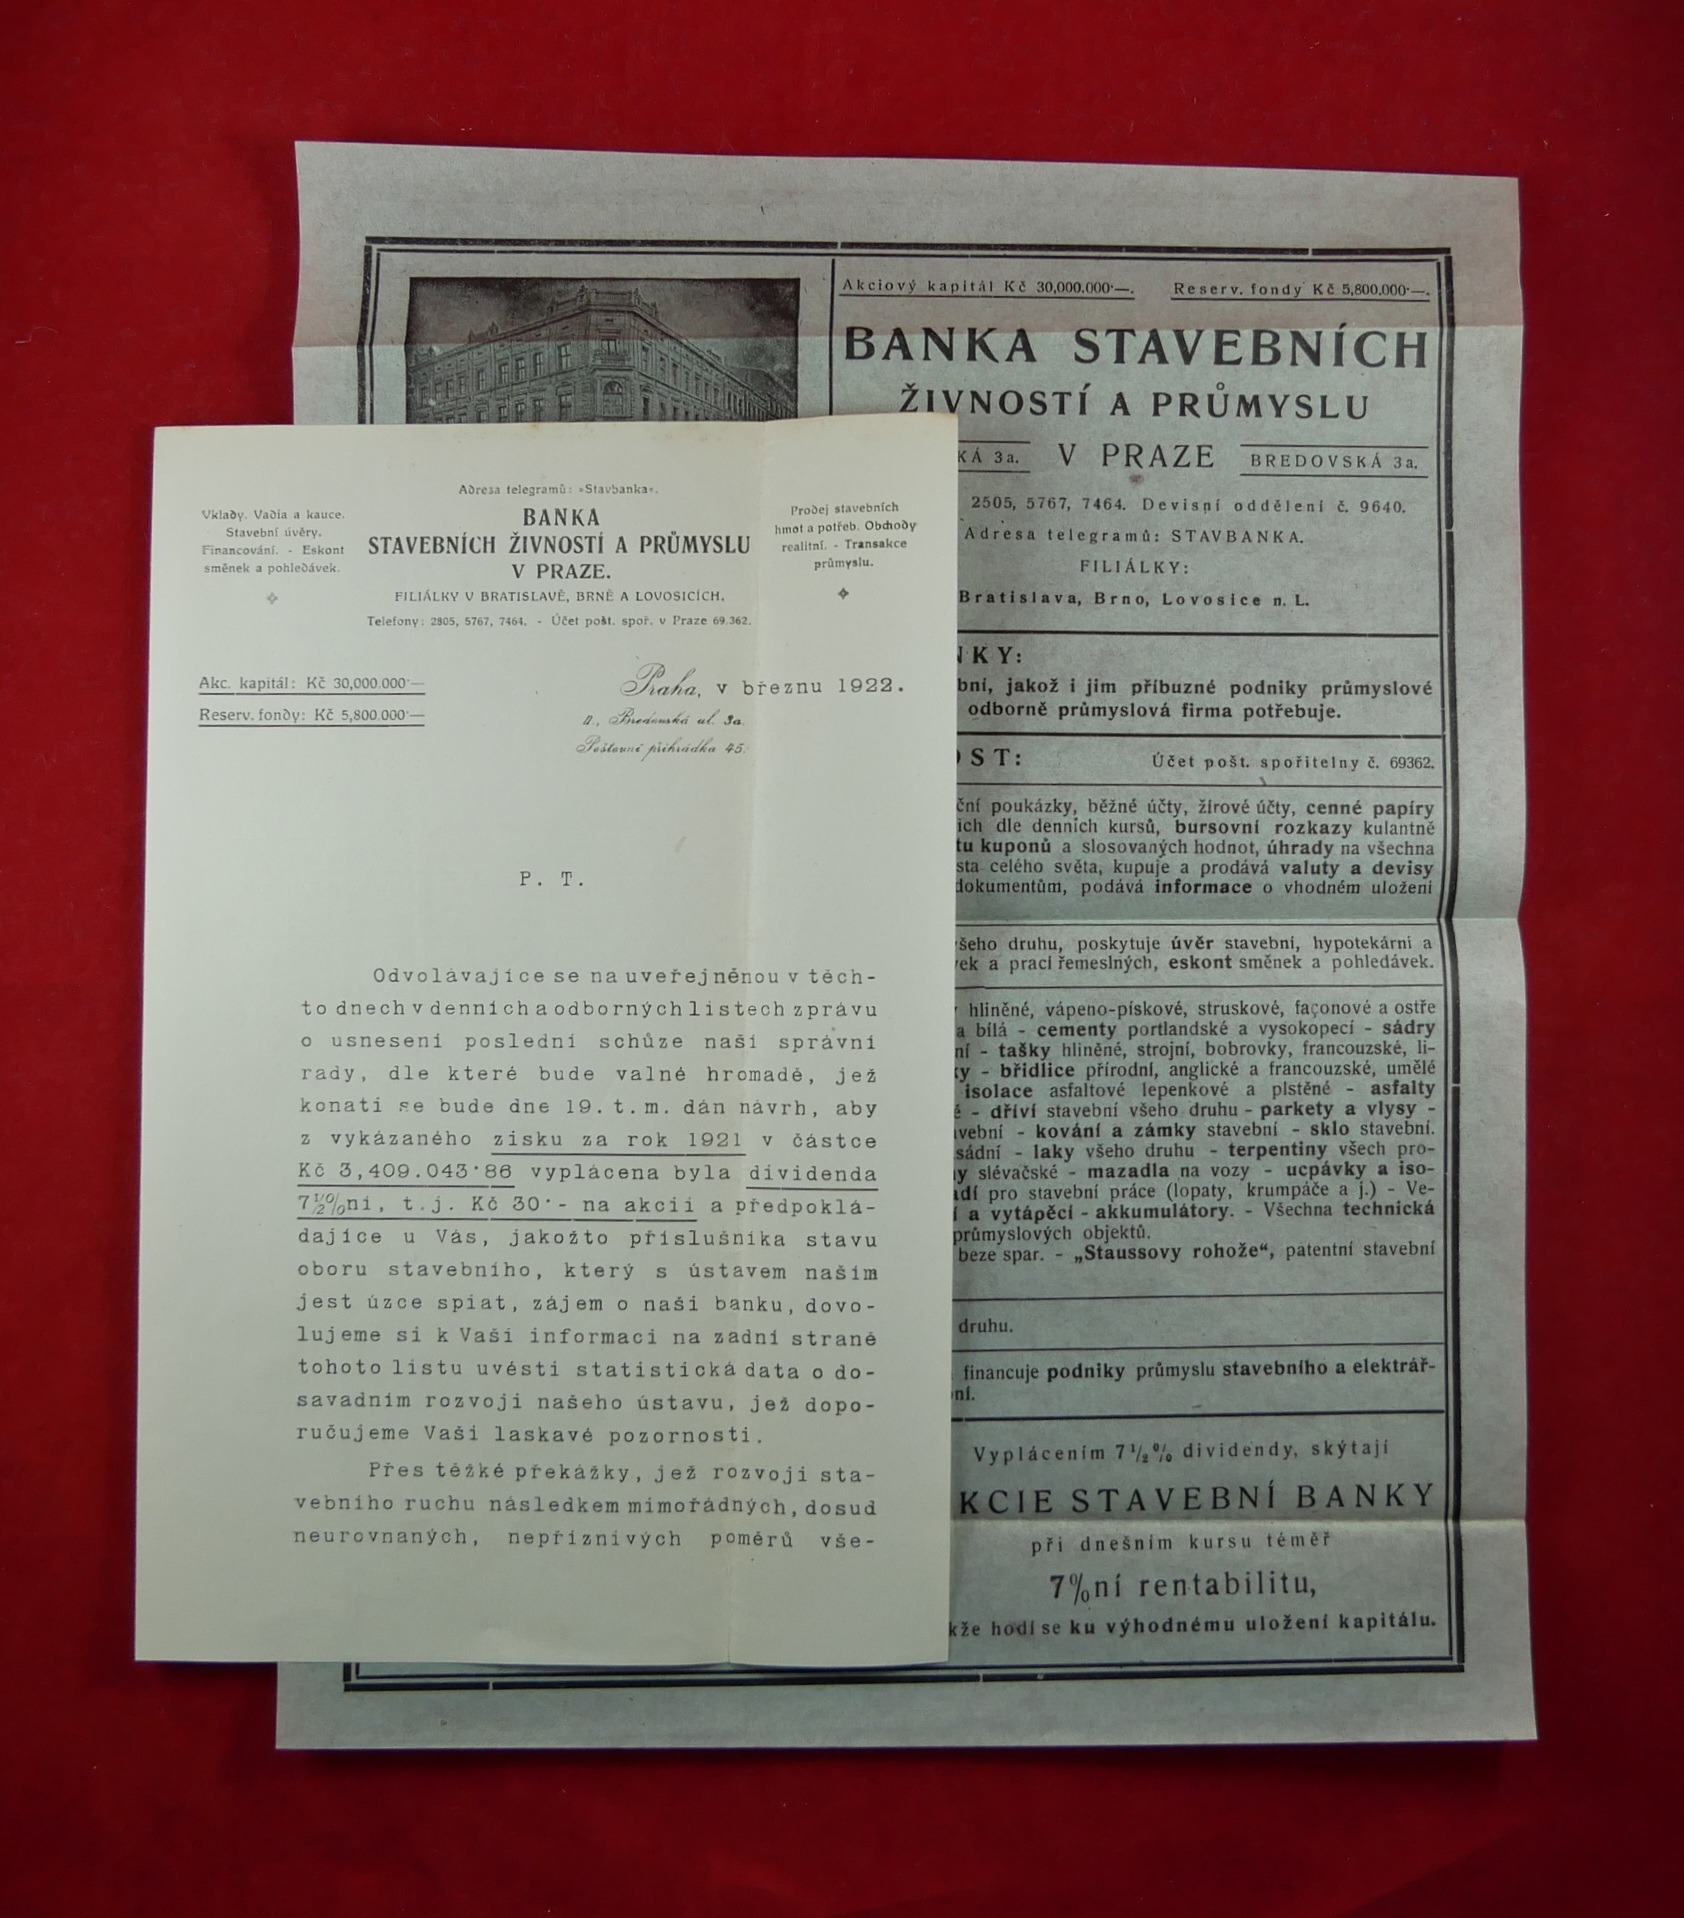 Adresa telegramů: »Stavbanka«.
Vklady. Vadia a kauce.
Stavební úvěry.
Financování. - Eskont
směnek a pohledávek.
BANKA
STAVEBNÍCH ŽIVNOSTÍ A PRŮMYSLU
V PRAZE.
FILIÁLKY V BRATISLAVĚ, BRNĚ A LOVOSICÍCH.
Telefony: 2805, 5767, 7464. - Účet pošt. spoř. v Praze 69.362.
Prodej stavebních
hmot a potřeb. Obchody
realitní. - Transakce
průmyslu.
Akc. kapitál: Kč 30,000.000·—
Reserv. fondy: Kč 5,800.000·—
Praha, v březnu 1922.
II., Bredovská ul. 3a.
Poštovní přihrádka 45.
P. T.
Odvolávajíce se na uveřejněnou v těch-
to dnech v denních a odborných listech zprávu
o usnesení poslední schůze naší správní
rady, dle které bude valné hromadě, jež
konati se bude dne 19. t. m. dán návrh, aby
z vykázaného zisku za rok 1921 v částce
Kč 3,409.043·86 vyplácena byla dividenda
7½%ní, t.j. Kč 30·- na akcii a předpoklá-
dajíce u Vás, jakožto příslušníka stavu
oboru stavebního, který s ústavem naším
jest úzce spiat, zájem o naši banku, dovo-
lujeme si k Vaší informaci na zadní straně
tohoto listu uvésti statistická data o do-
savadním rozvoji našeho ústavu, jež dopo-
ručujeme Vaší laskavé pozornosti.
Přes těžké překážky, jež rozvoji sta-
vebního ruchu následkem mimořádných, dosud
neurovnaných, nepříznivých poměrů vše-
Akciový kapitál Kč 30,000.000·—. Reserv. fondy Kč 5,800.000·—.
BANKA STAVEBNÍCH
ŽIVNOSTÍ A PRŮMYSLU
KÁ 3a. V PRAZE BREDOVSKÁ 3a.
2505, 5767, 7464. Devisní oddělení č. 9640.
Adresa telegramů: STAVBANKA.
FILIÁLKY:
Bratislava, Brno, Lovosice n. L.
NKY:
bní, jakož i jim příbuzné podniky průmyslové
odborně průmyslová firma potřebuje.
OST: Účet pošt. spořitelny č. 69362.
ční poukázky, běžné účty, žirové účty, cenné papíry
ich dle denních kursů, bursovní rozkazy kulantně
tu kuponů a slosovaných hodnot, úhrady na všechna
sta celého světa, kupuje a prodává valuty a devisy
dokumentům, podává informace o vhodném uložení
šeho druhu, poskytuje úvěr stavební, hypotekární a
ek a prací řemeslných, eskont směnek a pohledávek.
hliněné, vápeno-pískové, struskové, façonové a ostře
a bílá - cementy portlandské a vysokopecí - sádry
ní - tašky hliněné, strojní, bobrovky, francouzské, li-
y - břidlice přírodní, anglické a francouzské, umělé
isolace asfaltové lepenkové a plstěné - asfalty
é - dříví stavební všeho druhu - parkety a vlysy -
vební - kování a zámky stavební - sklo stavební.
sádní - laky všeho druhu - terpentiny všech pro-
y slévačské - mazadla na vozy - ucpávky a iso-
adí pro stavební práce (lopaty, krumpáče a j.) - Ve-
í a vytápěcí - akkumulátory. - Všechna technická
průmyslových objektů.
beze spar. - „Staussovy rohože“, patentní stavební
druhu.
financuje podniky průmyslu stavebního a elektrář-
ní.
Vyplácením 7½% dividendy, skýtají
KCIE STAVEBNÍ BANKY
při dnešním kursu téměř
7%ní rentabilitu,
kže hodí se ku výhodnému uložení kapitálu.